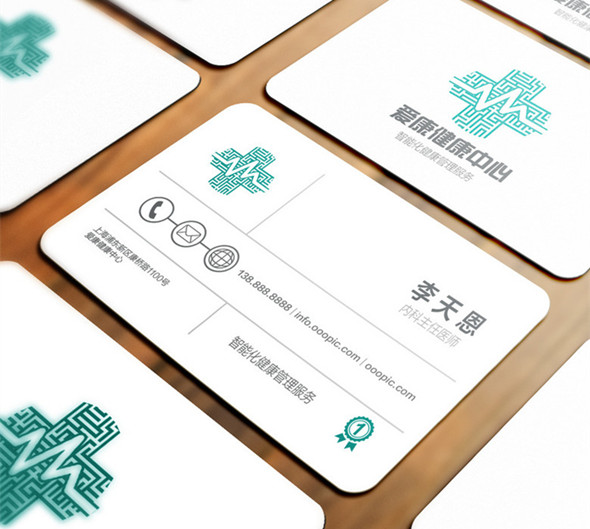 爱康健康中心
智能化健康管理服务
李天恩
内科主任医师
138.888.8888 | info.ooopic.com | ooopic.com
上海浦东新区康桥路1100号
爱康健康中心
智能化健康管理服务
1